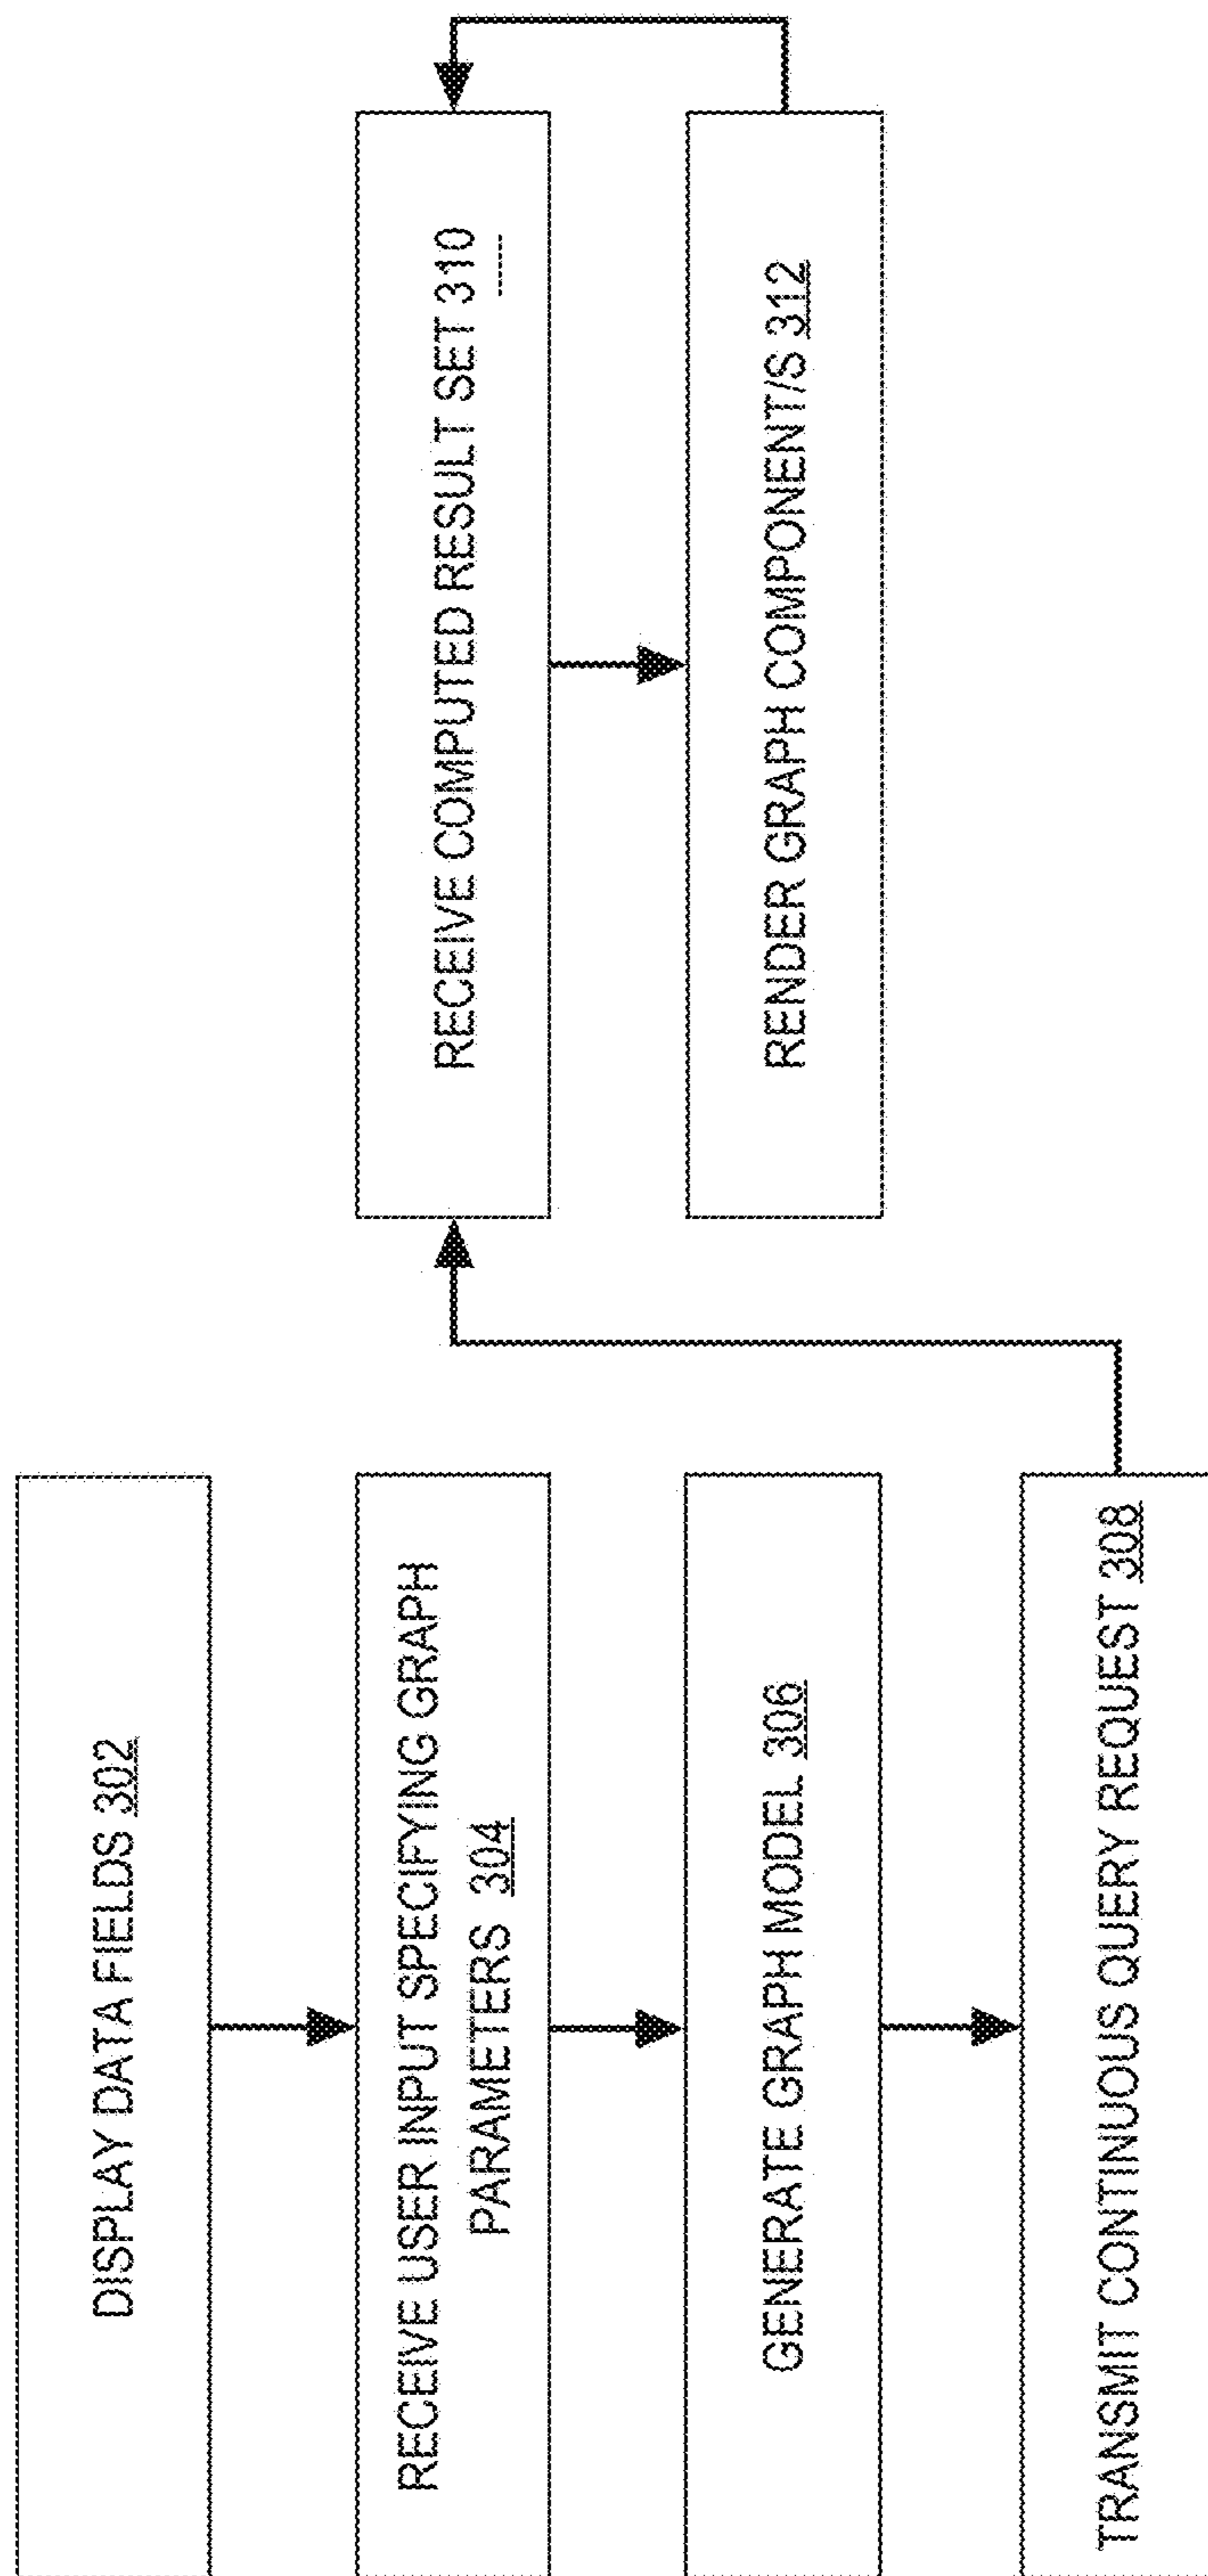 DISPLAY DATA FIELDS 302
RECEIVE USER INPUT SPECIFYING GRAPH
PARAMETERS 304
GENERATE GRAPH MODEL 306
TRANSMIT CONTINUOUS QUERY REQUEST 308
RECEIVE COMPUTED RESULT SET 310
RENDER GRAPH COMPONENT/S 312